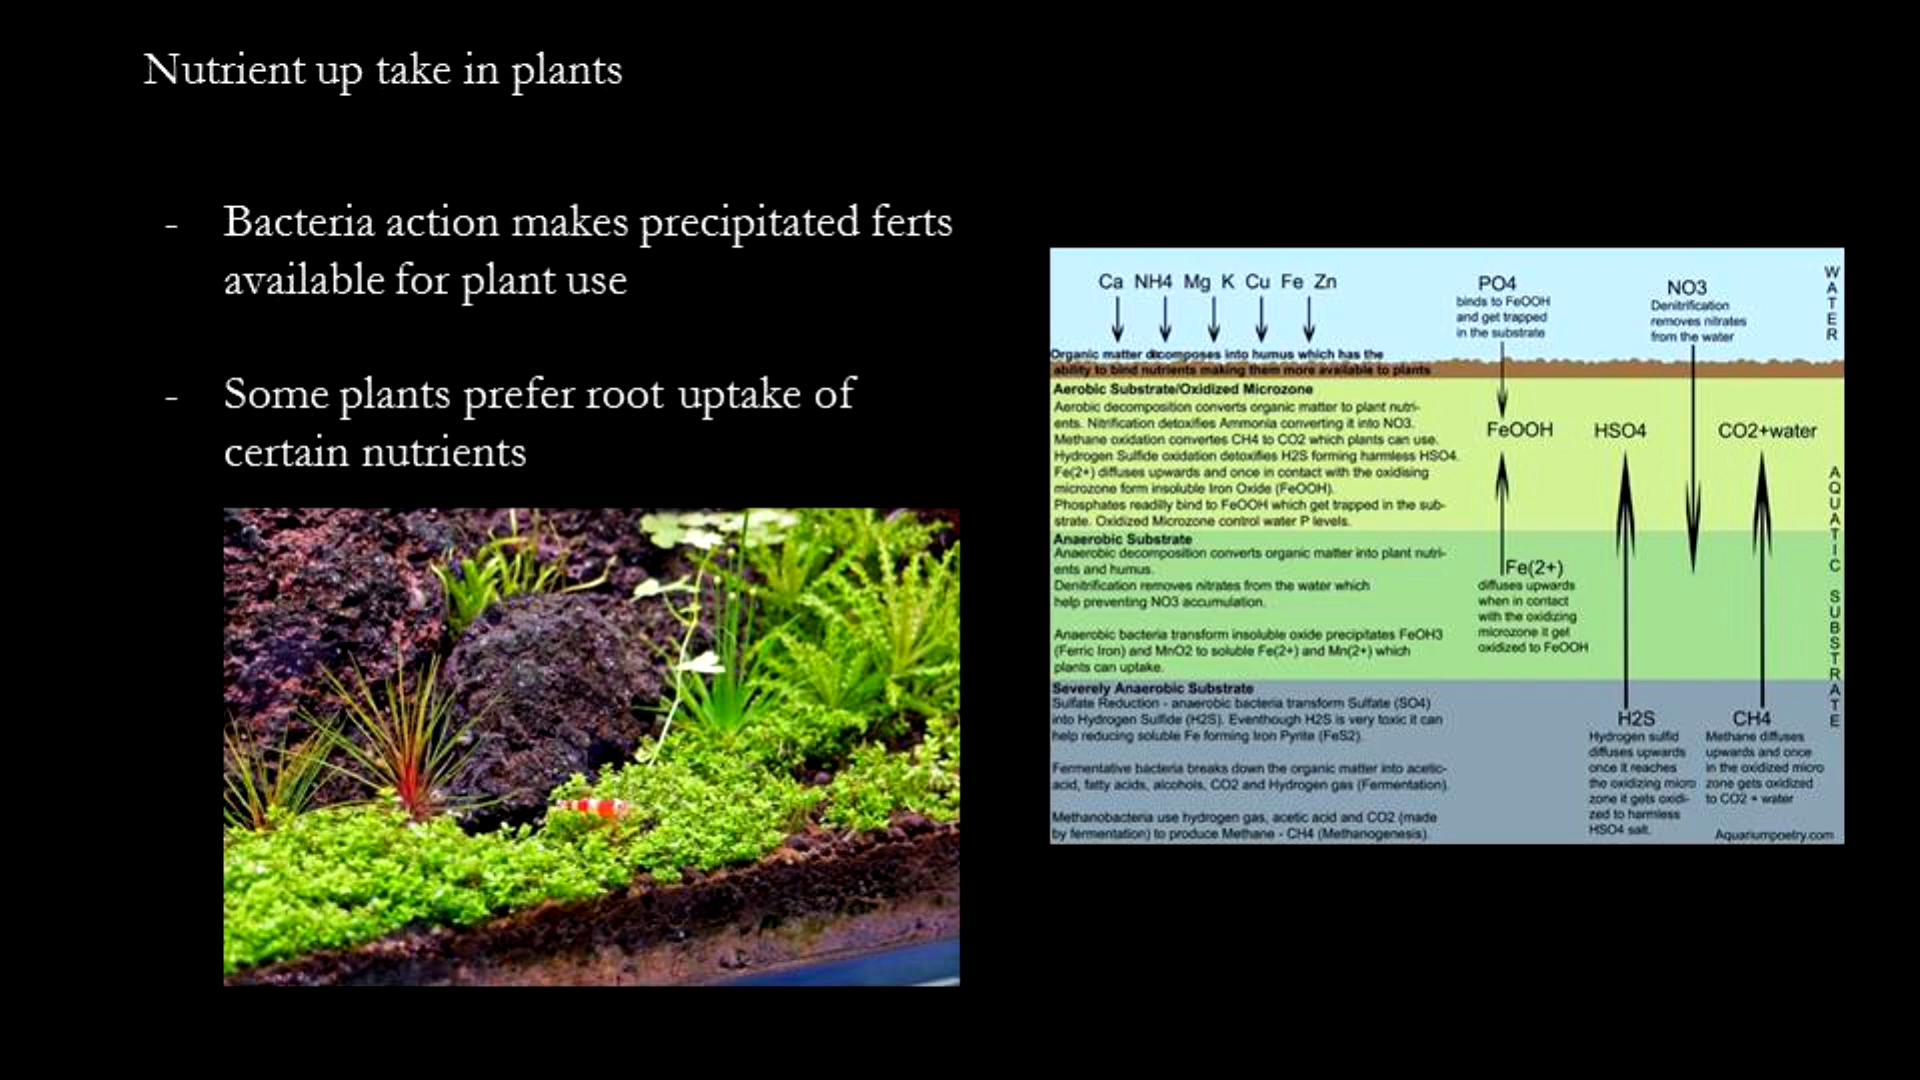 Nutrient up take in plants
- Bacteria action makes precipitated ferts
available for plant use
- Some plants prefer root uptake of
certain nutrients
Ca NH4 Mg K Cu Fe Zn
PO4
binds to FeOOH
and get trapped
in the substrate
NO3
Denitrification
removes nitrates
from the water
WATER
Organic matter dicomposes into humus which has the
ability to bind nutrients making them more available to plants
Aerobic Substrate/Oxidized Microzone
Aerobic decomposition converts organic matter to plant nutri-
ents. Nitrification detoxifies Ammonia converting it into NO3.
Methane oxidation convertes CH4 to CO2 which plants can use.
Hydrogen Sulfide oxidation detoxifies H2S forming harmless HSO4.
Fe(2+) diffuses upwards and once in contact with the oxidising
microzone form insoluble Iron Oxide (FeOOH).
Phosphates readilly bind to FeOOH which get trapped in the sub-
strate. Oxidized Microzone control water P levels.
FeOOH
HSO4
CO2+water
AQUATIC SUBSTRATE
Anaerobic Substrate
Anaerobic decomposition converts organic matter into plant nutri-
ents and humus.
Denitrification removes nitrates from the water which
help preventing NO3 accumulation.
Anaerobic bacteria transform insoluble oxide precipitates FeOH3
(Ferric Iron) and MnO2 to soluble Fe(2+) and Mn(2+) which
plants can uptake.
Fe(2+)
diffuses upwards
when in contact
with the oxidizing
microzone it get
oxidized to FeOOH
Severely Anaerobic Substrate
Sulfate Reduction - anaerobic bacteria transform Sulfate (SO4)
into Hydrogen Sulfide (H2S). Eventhough H2S is very toxic it can
help reducing soluble Fe forming Iron Pyrite (FeS2).
Fermentative bacteria breaks down the organic matter into acetic-
acid, fatty acids, alcohols, CO2 and Hydrogen gas (Fermentation).
Methanobacteria use hydrogen gas, acetic acid and CO2 (made
by fermentation) to produce Methane - CH4 (Methanogenesis).
H2S
Hydrogen sulfid
diffuses upwards
once it reaches
the oxidizing micro
zone it gets oxidi-
zed to harmless
HSO4 salt.
CH4
Methane diffuses
upwards and once
in the oxidized micro
zone gets oxidized
to CO2 + water
Aquariumpoetry.com